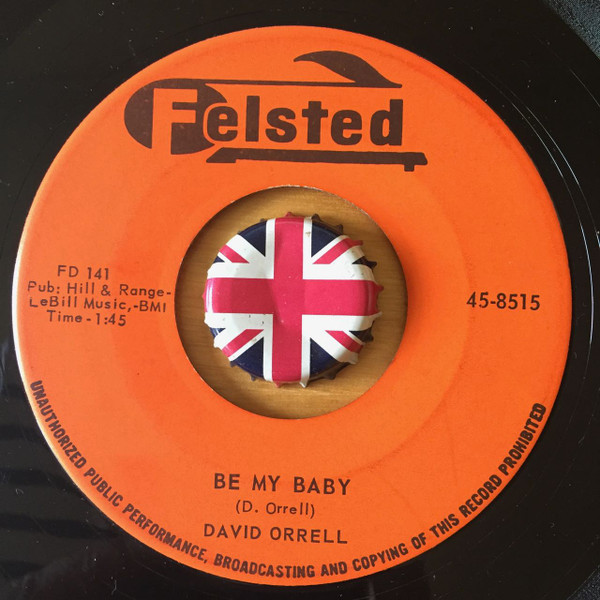 Felsted
FD 141
Pub: Hill & Range-
LeBill Music,-BMI
Time - 1:45
45-8515
BE MY BABY
(D. Orrell)
DAVID ORRELL
UNAUTHORIZED PUBLIC PERFORMANCE, BROADCASTING AND COPYING OF THIS RECORD PROHIBITED